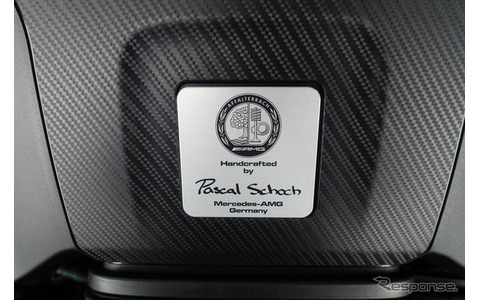 AFFALTERBACH
AMG
Handcrafted
by
Pascal Schoch
Mercedes-AMG
Germany
Response.